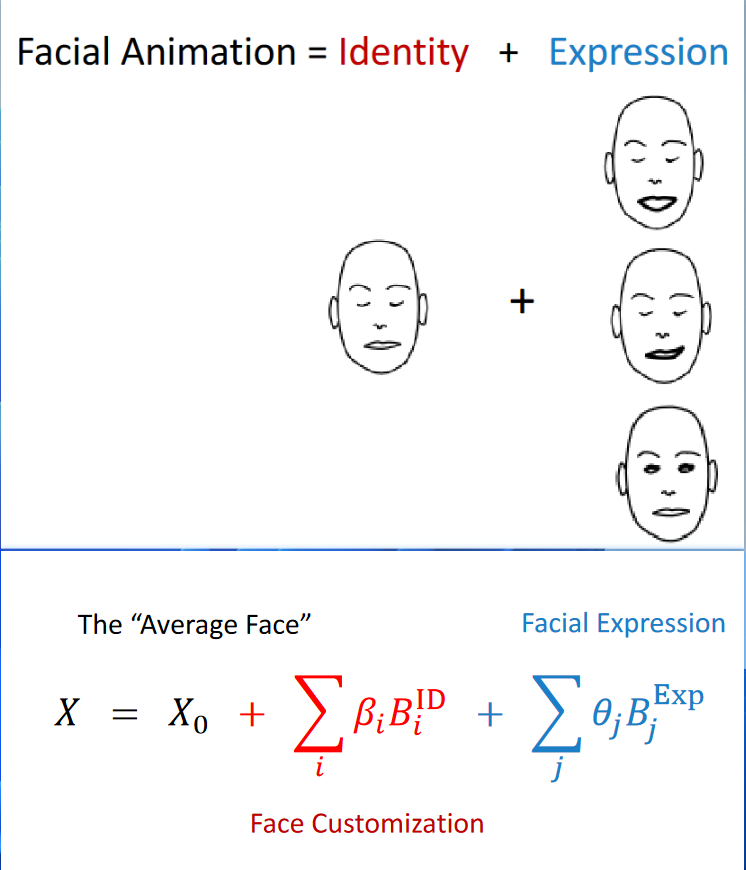 Facial Animation = Identity + Expression
+
The “Average Face”
Facial Expression
X = X₀ + ∑ᵢ βᵢBᵢᴵᴰ + ∑ⱼ θⱼBⱼᴱˣᵖ
Face Customization